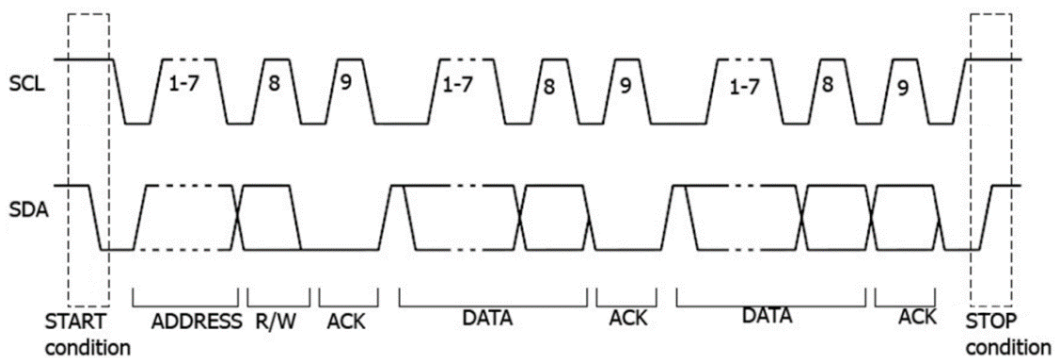 SCL
1-7
8
9
1-7
8
9
1-7
8
9
SDA
START
condition
ADDRESS
R/W
ACK
DATA
ACK
DATA
ACK
STOP
condition